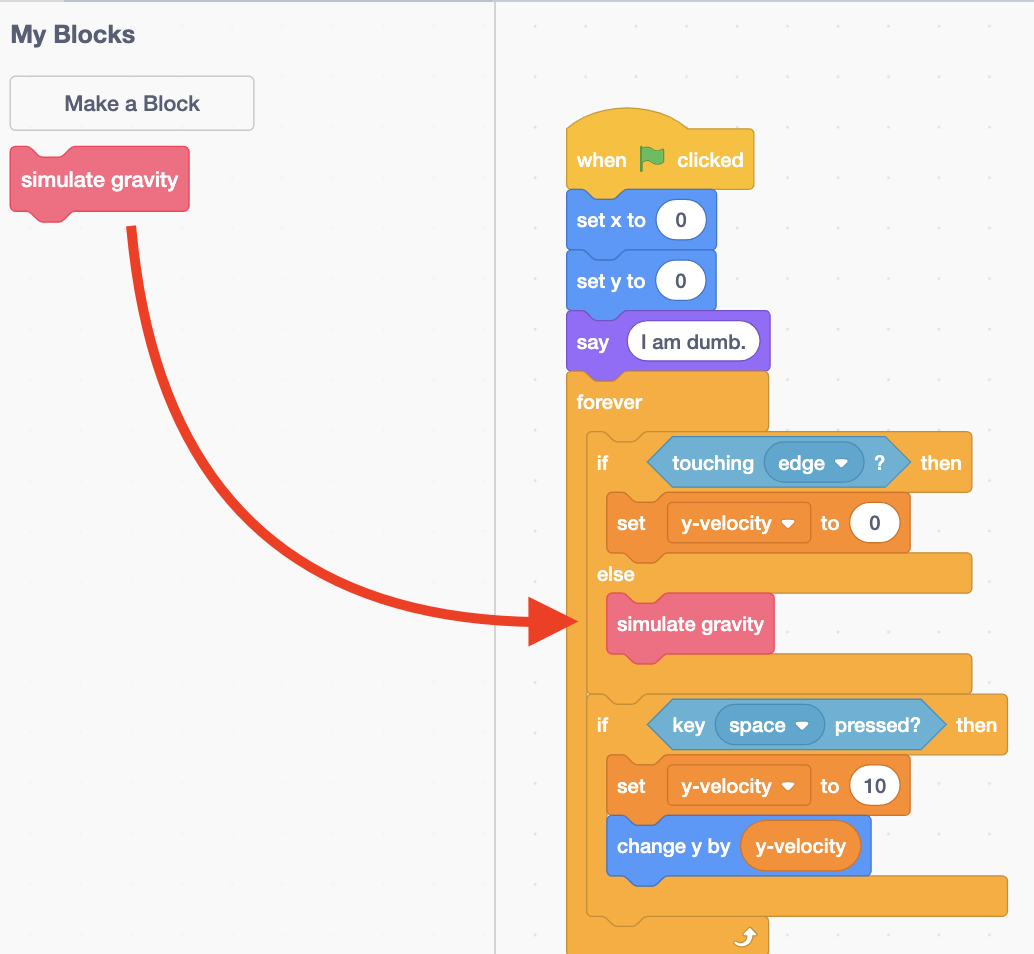 My Blocks
Make a Block
simulate gravity
when clicked
set x to 0
set y to 0
say I am dumb.
forever
if touching edge ? then
set y-velocity to 0
else
simulate gravity
if key space pressed? then
set y-velocity to 10
change y by y-velocity